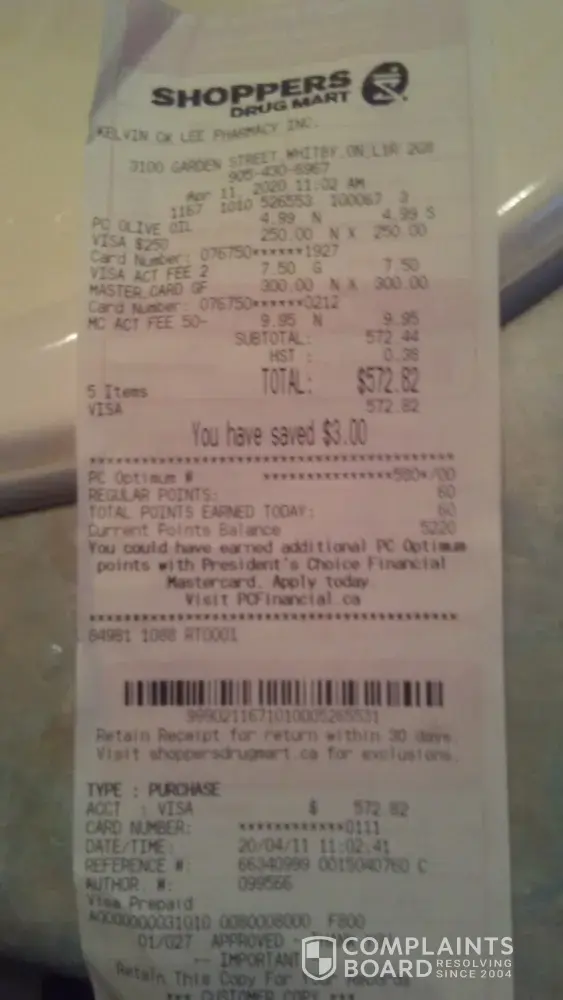 SHOPPERS
DRUG MART
KELVIN CK LEE PHARMACY INC.
3100 GARDEN STREET WHITBY, ON L1R 2G8
905-430-6967
Apr 11, 2020 11:02 AM
1167 1010 526553 100067 3
PC OLIVE OIL 4.99 N 4.99 S
VISA $250 250.00 N X 250.00
Card Number: 076750******1927
VISA ACT FEE 2 7.50 G 7.50
MASTER CARD GF 300.00 N X 300.00
Card Number: 076750******0212
MC ACT FEE 50- 9.95 N 9.95
SUBTOTAL: 572.44
HST : 0.38
5 Items TOTAL: $572.82
VISA 572.82
You have saved $3.00
PC Optimum #
REGULAR POINTS: 60
TOTAL POINTS EARNED TODAY: 60
Current Points Balance 5220
You could have earned additional PC Optimum
points with President's Choice Financial
Mastercard. Apply today
Visit PCFinancial.ca
84981 1088 RT0001
Retain Receipt for return within 30 days
Visit shoppersdrugmart.ca for exclusions.
TYPE : PURCHASE
ACCT : VISA $ 572.82
CARD NUMBER: ************0111
DATE/TIME: 20/04/11 11:02:41
REFERENCE #: 66340999 0015040760 C
AUTHOR. #: 099566
Visa Prepaid
A0000000031010 0080008000 F800
01/027 APPROVED -
-- IMPORTANT
Retain This Copy For Records
*** CUSTOMER COPY ***
COMPLAINTS
BOARD RESOLVING
SINCE 2004